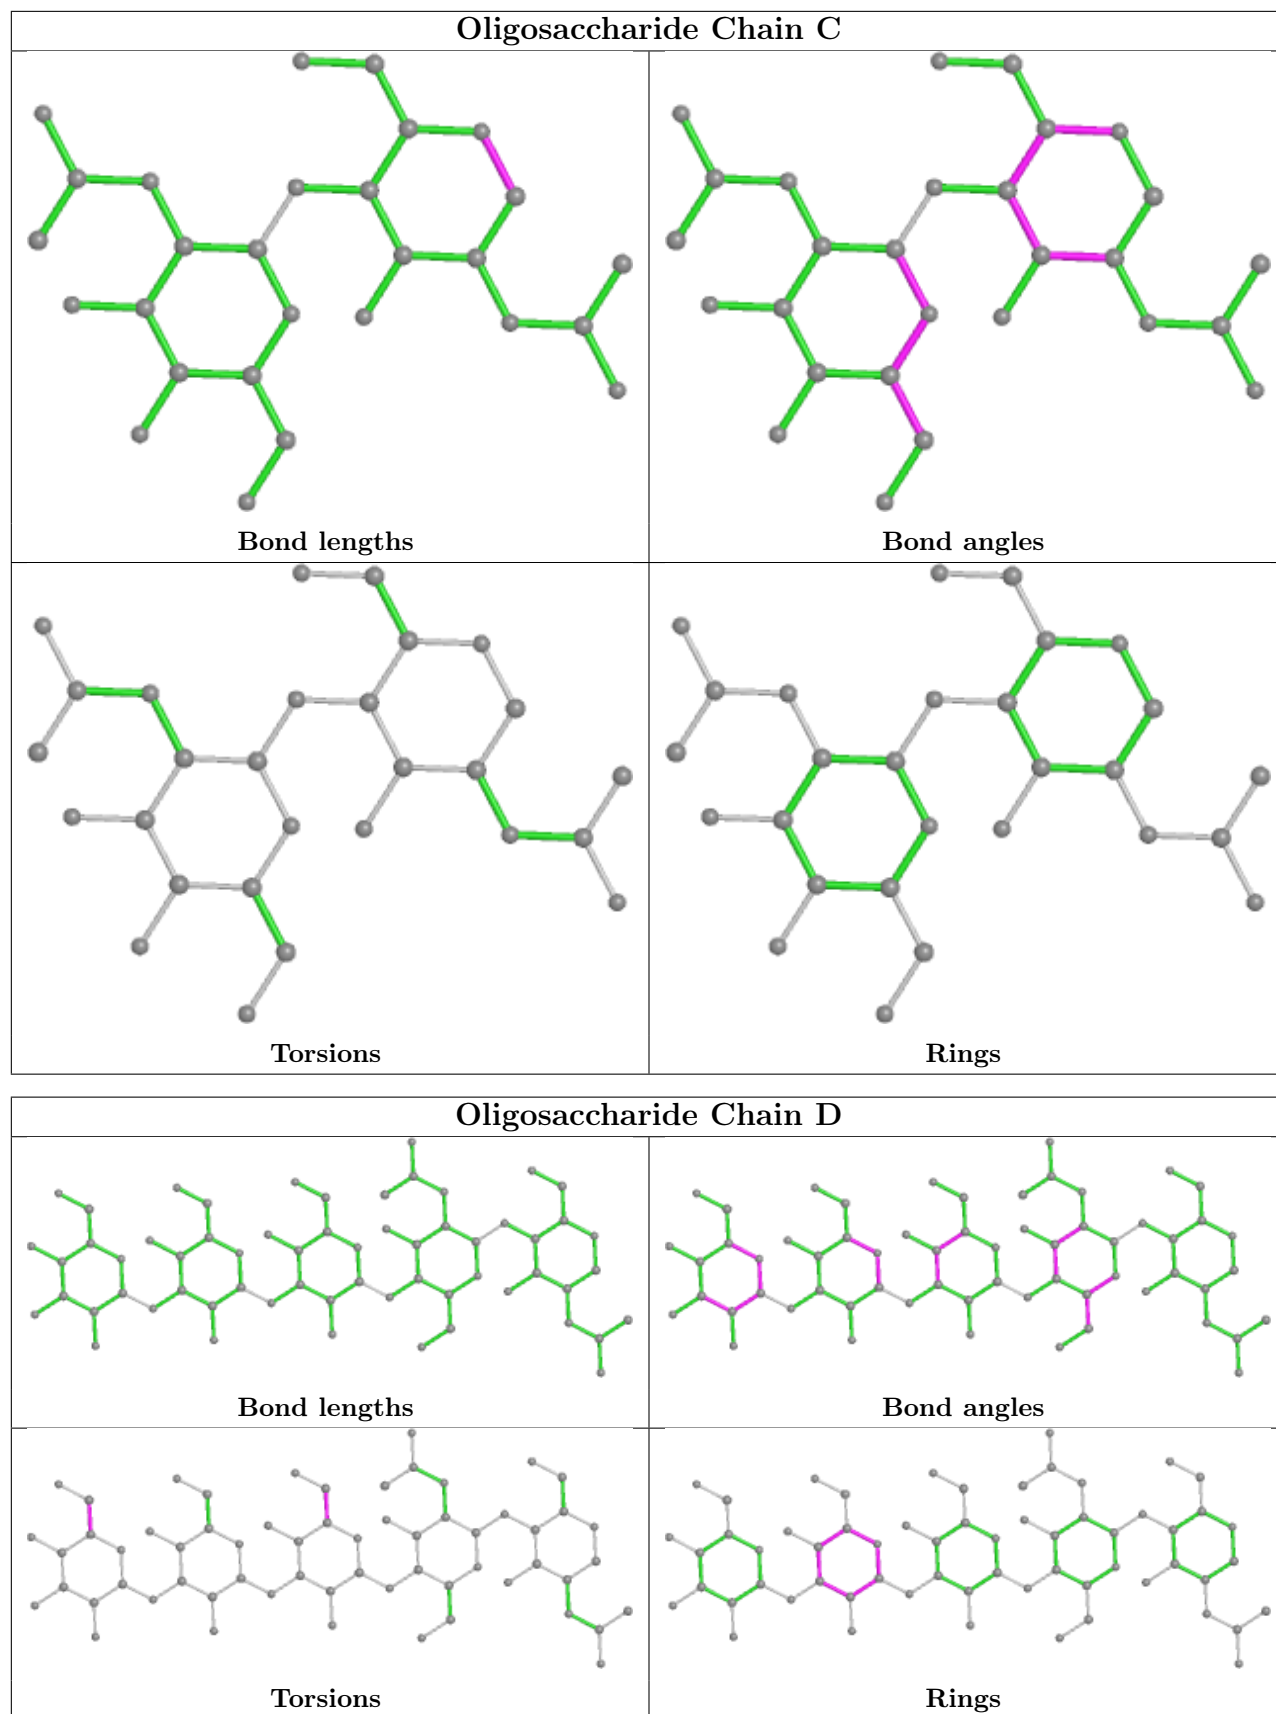 Oligosaccharide Chain C
Bond lengths
Bond angles
Torsions
Rings
Oligosaccharide Chain D
Bond lengths
Bond angles
Torsions
Rings